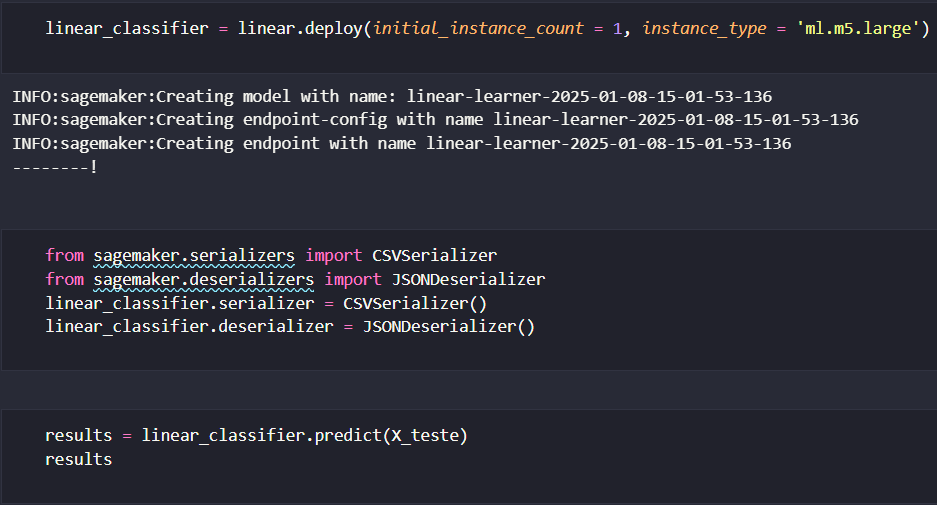 linear_classifier = linear.deploy(initial_instance_count = 1, instance_type = 'ml.m5.large')
INFO:sagemaker:Creating model with name: linear-learner-2025-01-08-15-01-53-136
INFO:sagemaker:Creating endpoint-config with name linear-learner-2025-01-08-15-01-53-136
INFO:sagemaker:Creating endpoint with name linear-learner-2025-01-08-15-01-53-136
--------!
from sagemaker.serializers import CSVSerializer
from sagemaker.deserializers import JSONDeserializer
linear_classifier.serializer = CSVSerializer()
linear_classifier.deserializer = JSONDeserializer()
results = linear_classifier.predict(X_teste)
results